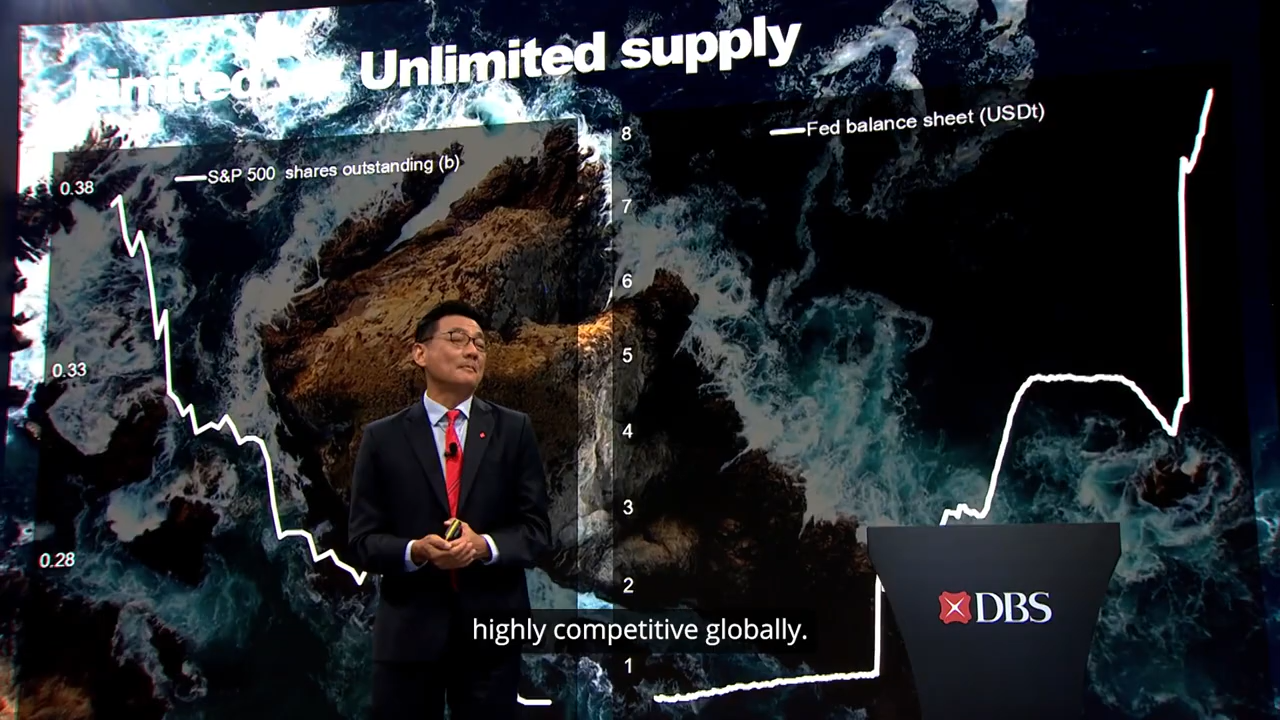 Limited
Unlimited supply
S&P 500 shares outstanding (b)
0.38
0.33
0.28
Fed balance sheet (USDt)
8
7
6
5
4
3
2
1
DBS
highly competitive globally.